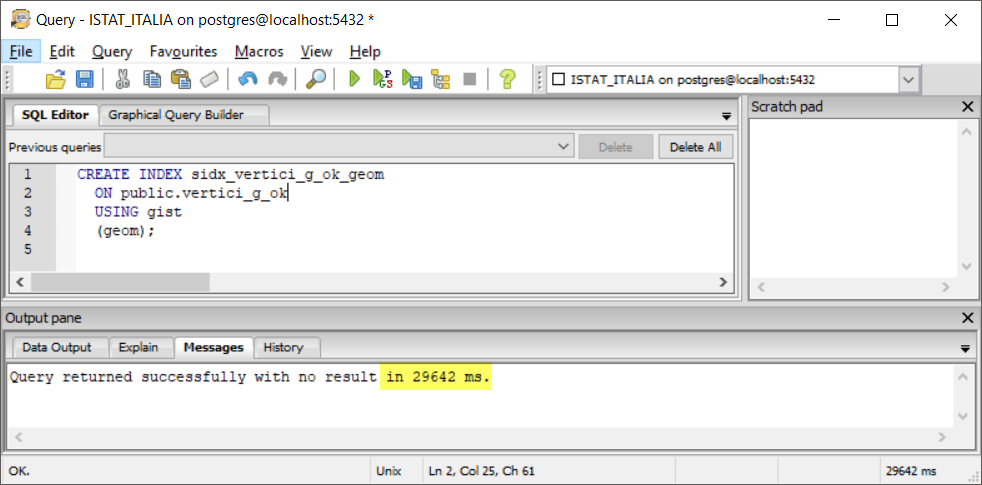 Query - ISTAT_ITALIA on postgres@localhost:5432 *
File Edit Query Favourites Macros View Help
ISTAT_ITALIA on postgres@localhost:5432
SQL Editor Graphical Query Builder
Scratch pad
Previous queries Delete Delete All
1 CREATE INDEX sidx_vertici_g_ok_geom
2 ON public.vertici_g_ok
3 USING gist
4 (geom);
5
Output pane
Data Output Explain Messages History
Query returned successfully with no result in 29642 ms.
OK. Unix Ln 2, Col 25, Ch 61 29642 ms